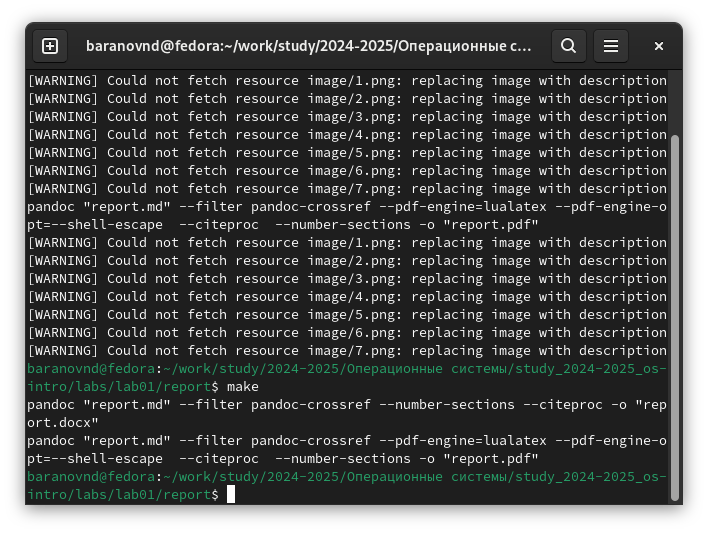 baranovnd@fedora:~/work/study/2024-2025/Операционные с...
[WARNING] Could not fetch resource image/1.png: replacing image with description
[WARNING] Could not fetch resource image/2.png: replacing image with description
[WARNING] Could not fetch resource image/3.png: replacing image with description
[WARNING] Could not fetch resource image/4.png: replacing image with description
[WARNING] Could not fetch resource image/5.png: replacing image with description
[WARNING] Could not fetch resource image/6.png: replacing image with description
[WARNING] Could not fetch resource image/7.png: replacing image with description
pandoc "report.md" --filter pandoc-crossref --pdf-engine=lualatex --pdf-engine-o
pt=--shell-escape  --citeproc  --number-sections -o "report.pdf"
[WARNING] Could not fetch resource image/1.png: replacing image with description
[WARNING] Could not fetch resource image/2.png: replacing image with description
[WARNING] Could not fetch resource image/3.png: replacing image with description
[WARNING] Could not fetch resource image/4.png: replacing image with description
[WARNING] Could not fetch resource image/5.png: replacing image with description
[WARNING] Could not fetch resource image/6.png: replacing image with description
[WARNING] Could not fetch resource image/7.png: replacing image with description
baranovnd@fedora:~/work/study/2024-2025/Операционные системы/study_2024-2025_os-
intro/labs/lab01/report$ make
pandoc "report.md" --filter pandoc-crossref --number-sections --citeproc -o "rep
ort.docx"
pandoc "report.md" --filter pandoc-crossref --pdf-engine=lualatex --pdf-engine-o
pt=--shell-escape  --citeproc  --number-sections -o "report.pdf"
baranovnd@fedora:~/work/study/2024-2025/Операционные системы/study_2024-2025_os-
intro/labs/lab01/report$